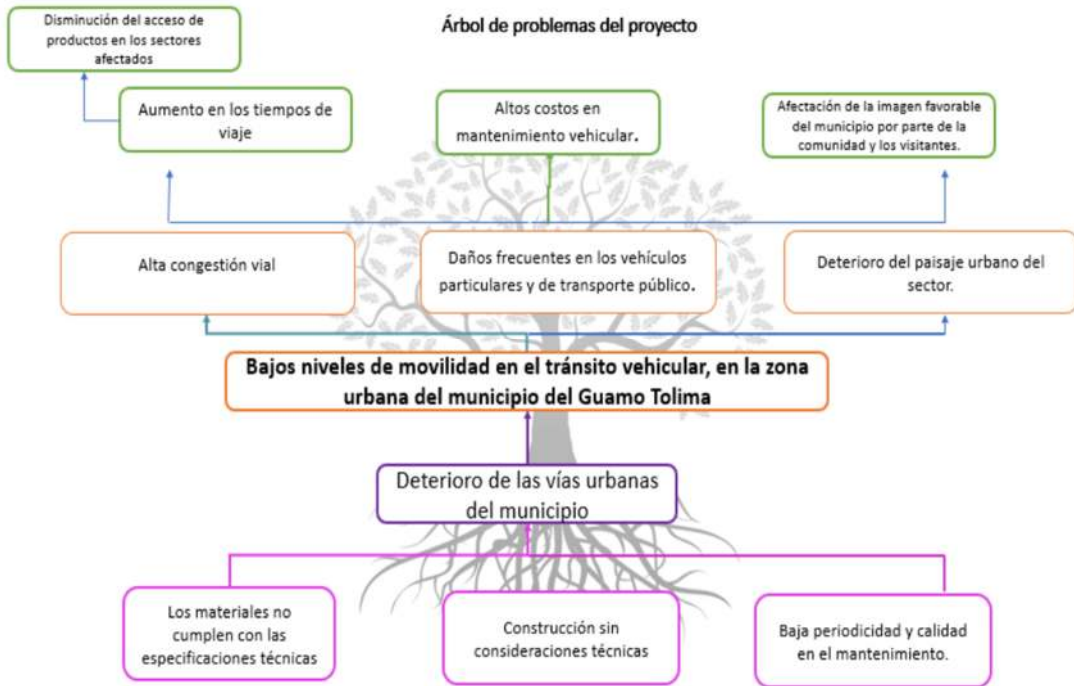 Árbol de problemas del proyecto
Disminución del acceso de
productos en los sectores
afectados
Aumento en los tiempos de
viaje
Altos costos en
mantenimiento vehicular.
Afectación de la imagen favorable
del municipio por parte de la
comunidad y los visitantes.
Alta congestión vial
Daños frecuentes en los vehículos
particulares y de transporte público.
Deterioro del paisaje urbano del
sector.
Bajos niveles de movilidad en el tránsito vehicular, en la zona
urbana del municipio del Guamo Tolima
Deterioro de las vías urbanas
del municipio
Los materiales no
cumplen con las
especificaciones técnicas
Construcción sin
consideraciones técnicas
Baja periodicidad y calidad
en el mantenimiento.